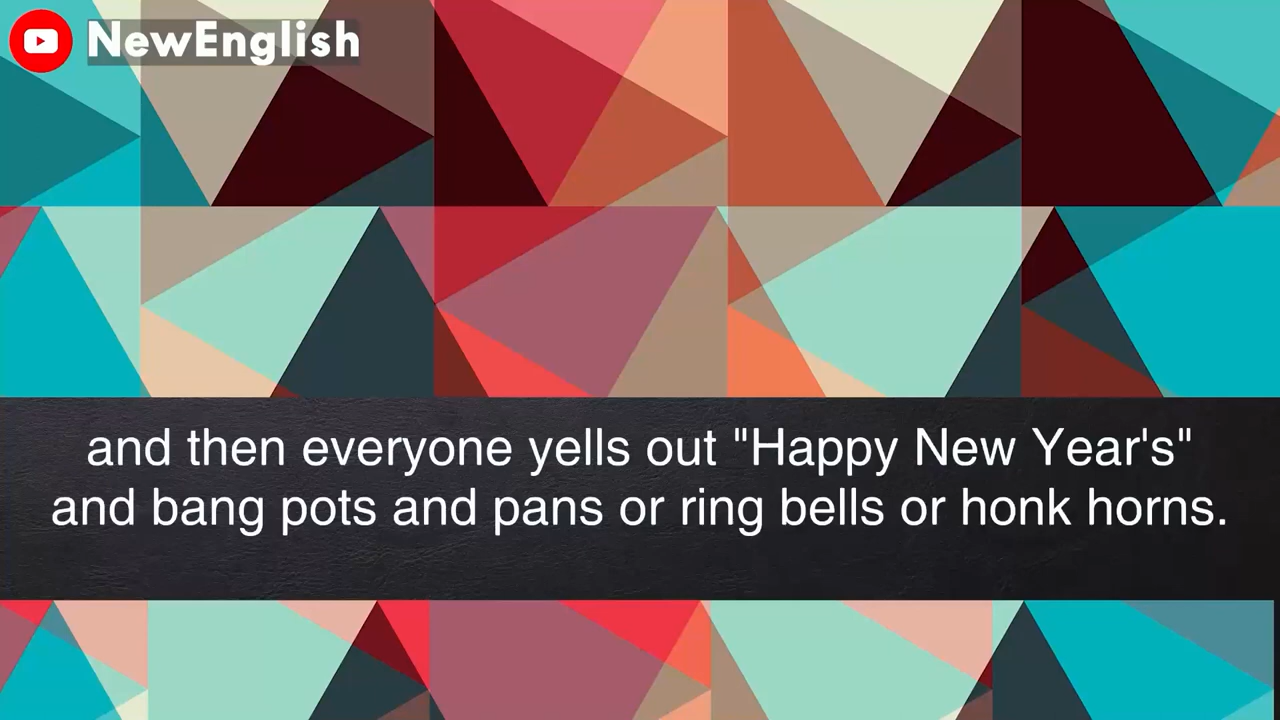 NewEnglish
and then everyone yells out "Happy New Year's"
and bang pots and pans or ring bells or honk horns.